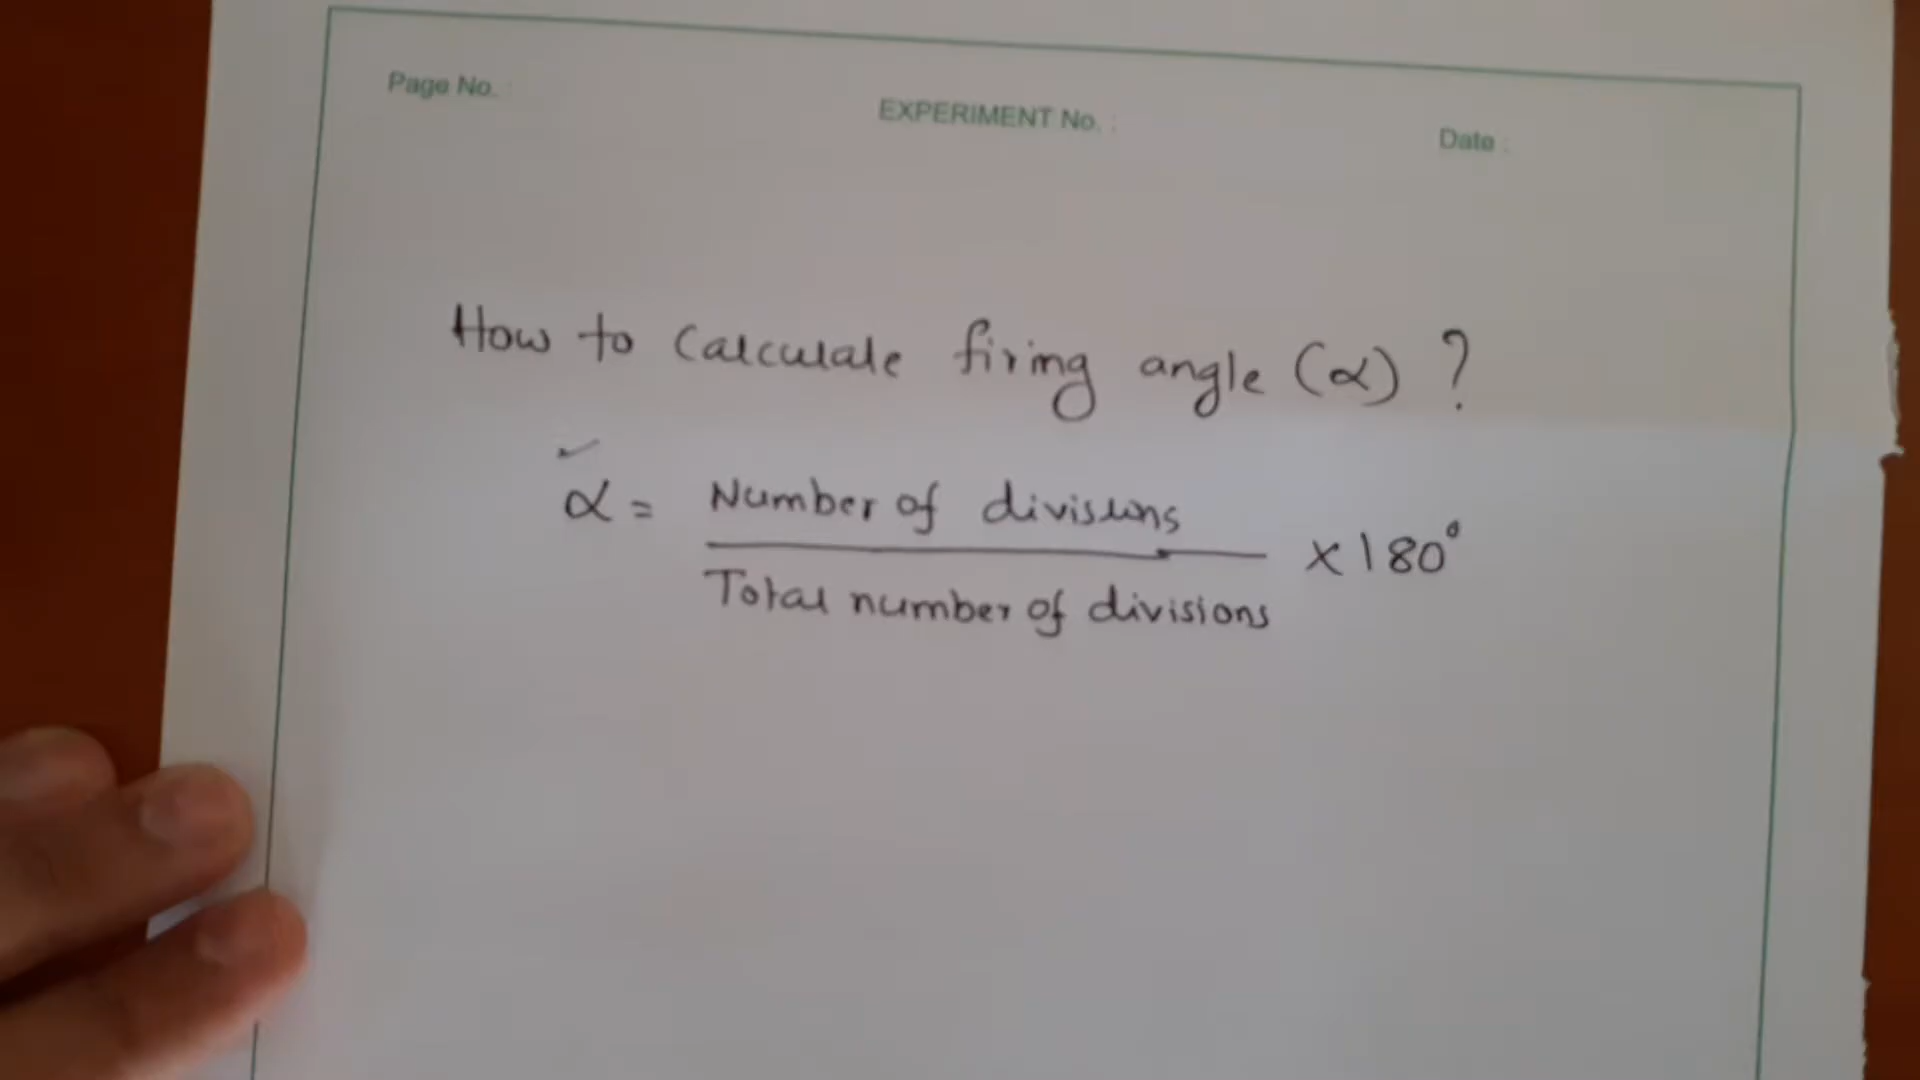 Page No. :
EXPERIMENT No. :
Date :
How to Calculate firing angle (α) ?
α = Number of divisions
x 180°
Total number of divisions